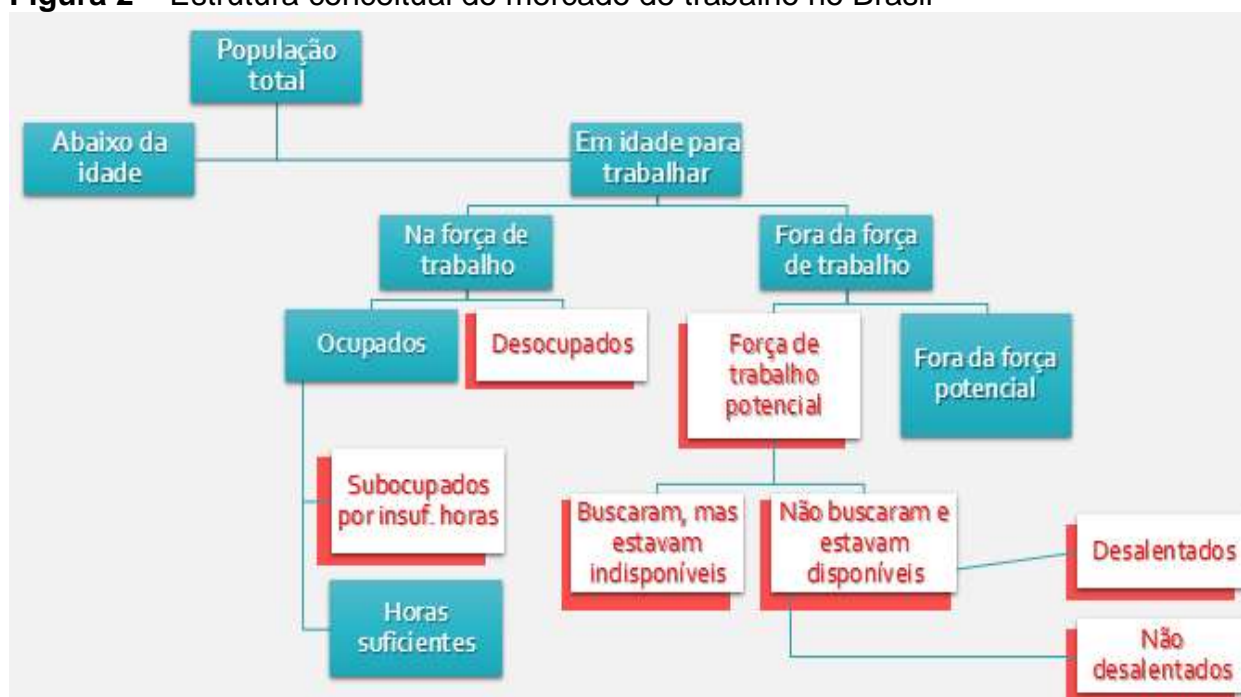 Figura 2 – Estrutura conceitual do mercado de trabalho no Brasil
População
total
Abaixo da
idade
Em idade para
trabalhar
Na força de
trabalho
Fora da força
de trabalho
Ocupados
Desocupados
Força de
trabalho
potencial
Fora da força
potencial
Subocupados
por insuf. horas
Horas
suficientes
Buscaram, mas
estavam
indisponíveis
Não buscaram e
estavam
disponíveis
Desalentados
Não
desalentados